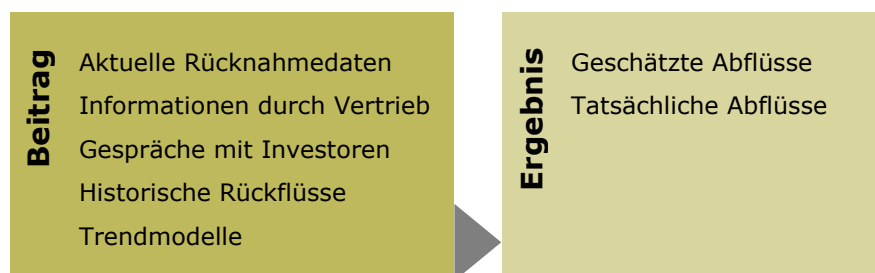 Beitrag
Aktuelle Rücknahmedaten
Informationen durch Vertrieb
Gespräche mit Investoren
Historische Rückflüsse
Trendmodelle
Ergebnis
Geschätzte Abflüsse
Tatsächliche Abflüsse